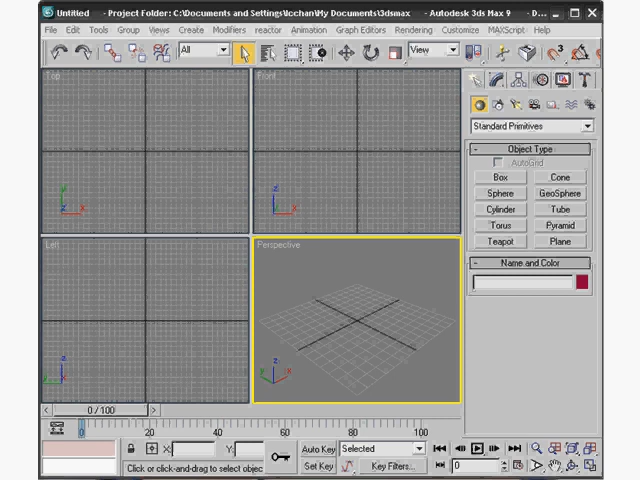 Untitled - Project Folder: C:\Documents and Settings\lcchan\My Documents\3dsmax - Autodesk 3ds Max 9 - D...
File Edit Tools Group Views Create Modifiers reactor Animation Graph Editors Rendering Customize MAXScript Help
All View
Top Front
Standard Primitives
Object Type
AutoGrid
Box Cone
Sphere GeoSphere
Cylinder Tube
Torus Pyramid
Teapot Plane
Left Perspective
Name and Color
0 / 100
0 20 40 60 80 100
X: Y: Auto Key Selected
Click or click-and-drag to select objec Set Key Key Filters... 0